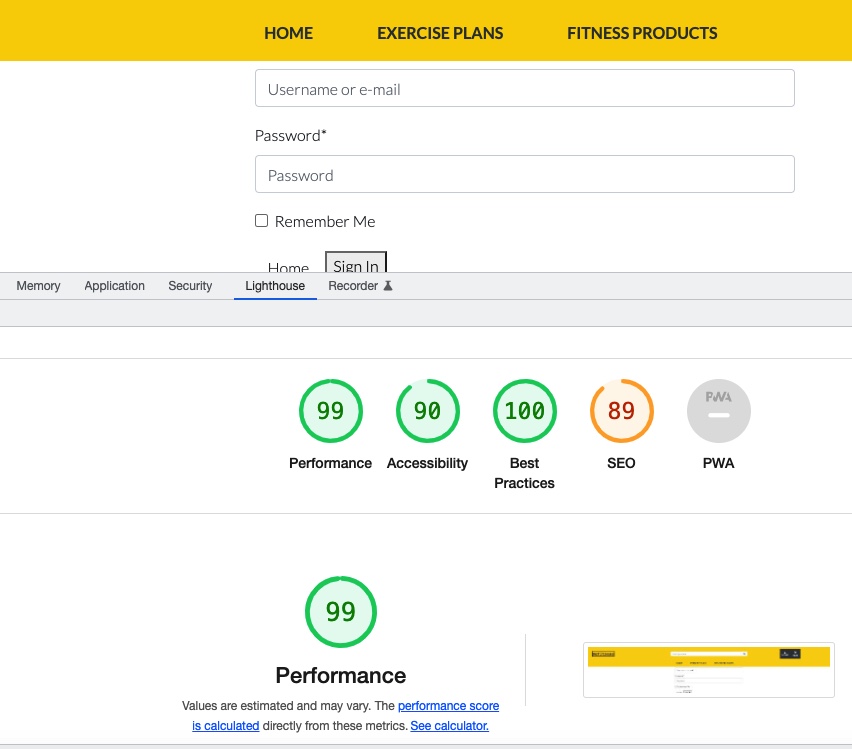 HOME EXERCISE PLANS FITNESS PRODUCTS
Username or e-mail
Password*
Password
Remember Me
Home Sign In
Memory Application Security Lighthouse Recorder
99 90 100 89 PWA
Performance Accessibility Best Practices SEO PWA
99
Performance
Values are estimated and may vary. The performance score
is calculated directly from these metrics. See calculator.